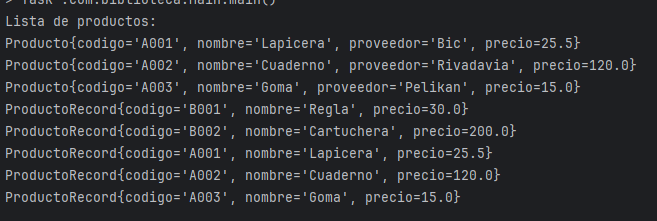 > Task :com.biblioteca.Main.main()
Lista de productos:
Producto{codigo='A001', nombre='Lapicera', proveedor='Bic', precio=25.5}
Producto{codigo='A002', nombre='Cuaderno', proveedor='Rivadavia', precio=120.0}
Producto{codigo='A003', nombre='Goma', proveedor='Pelikan', precio=15.0}
ProductoRecord{codigo='B001', nombre='Regla', precio=30.0}
ProductoRecord{codigo='B002', nombre='Cartuchera', precio=200.0}
ProductoRecord{codigo='A001', nombre='Lapicera', precio=25.5}
ProductoRecord{codigo='A002', nombre='Cuaderno', precio=120.0}
ProductoRecord{codigo='A003', nombre='Goma', precio=15.0}